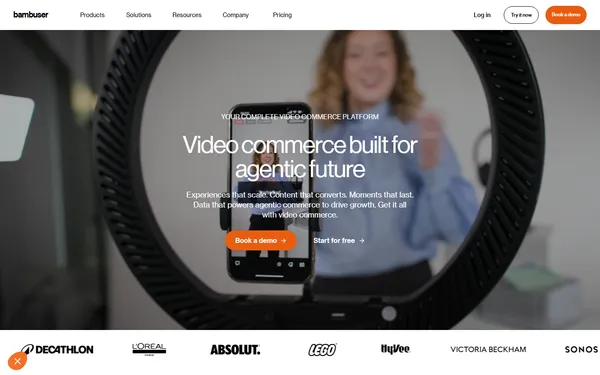 bambuser
Products
Solutions
Resources
Company
Pricing
Log in
Try it now
Book a demo
YOUR COMPLETE VIDEO COMMERCE PLATFORM
Video commerce built for
agentic future
Experiences that scale. Content that converts. Moments that last.
Data that powers agentic commerce to drive growth. Get it all
with video commerce.
Book a demo →
Start for free →
DECATHLON
L'ORÉAL
PARIS
ABSOLUT.
LEGO
HyVee
VICTORIA BECKHAM
SONOS